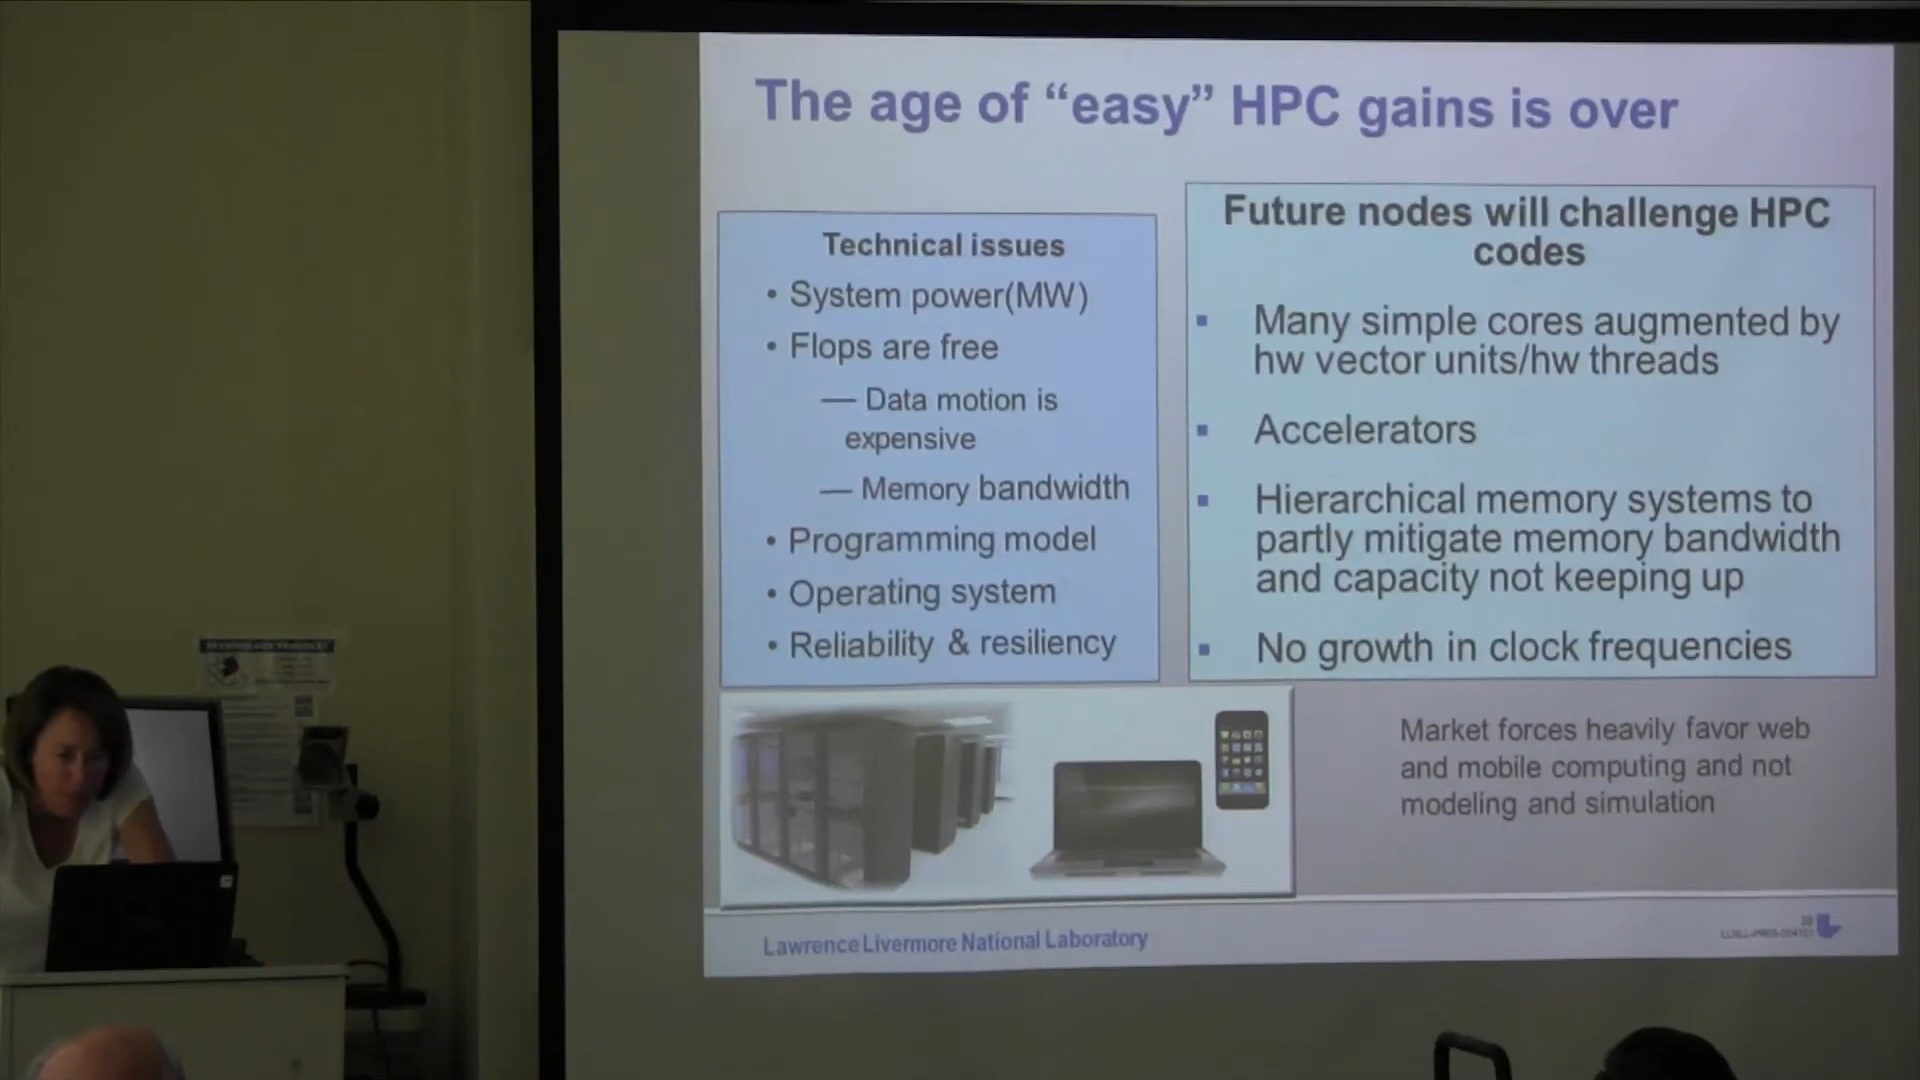 The age of “easy” HPC gains is over
Technical issues
• System power(MW)
• Flops are free
— Data motion is
expensive
— Memory bandwidth
• Programming model
• Operating system
• Reliability & resiliency
Future nodes will challenge HPC
codes
▪ Many simple cores augmented by
hw vector units/hw threads
▪ Accelerators
▪ Hierarchical memory systems to
partly mitigate memory bandwidth
and capacity not keeping up
▪ No growth in clock frequencies
Market forces heavily favor web
and mobile computing and not
modeling and simulation
Lawrence Livermore National Laboratory